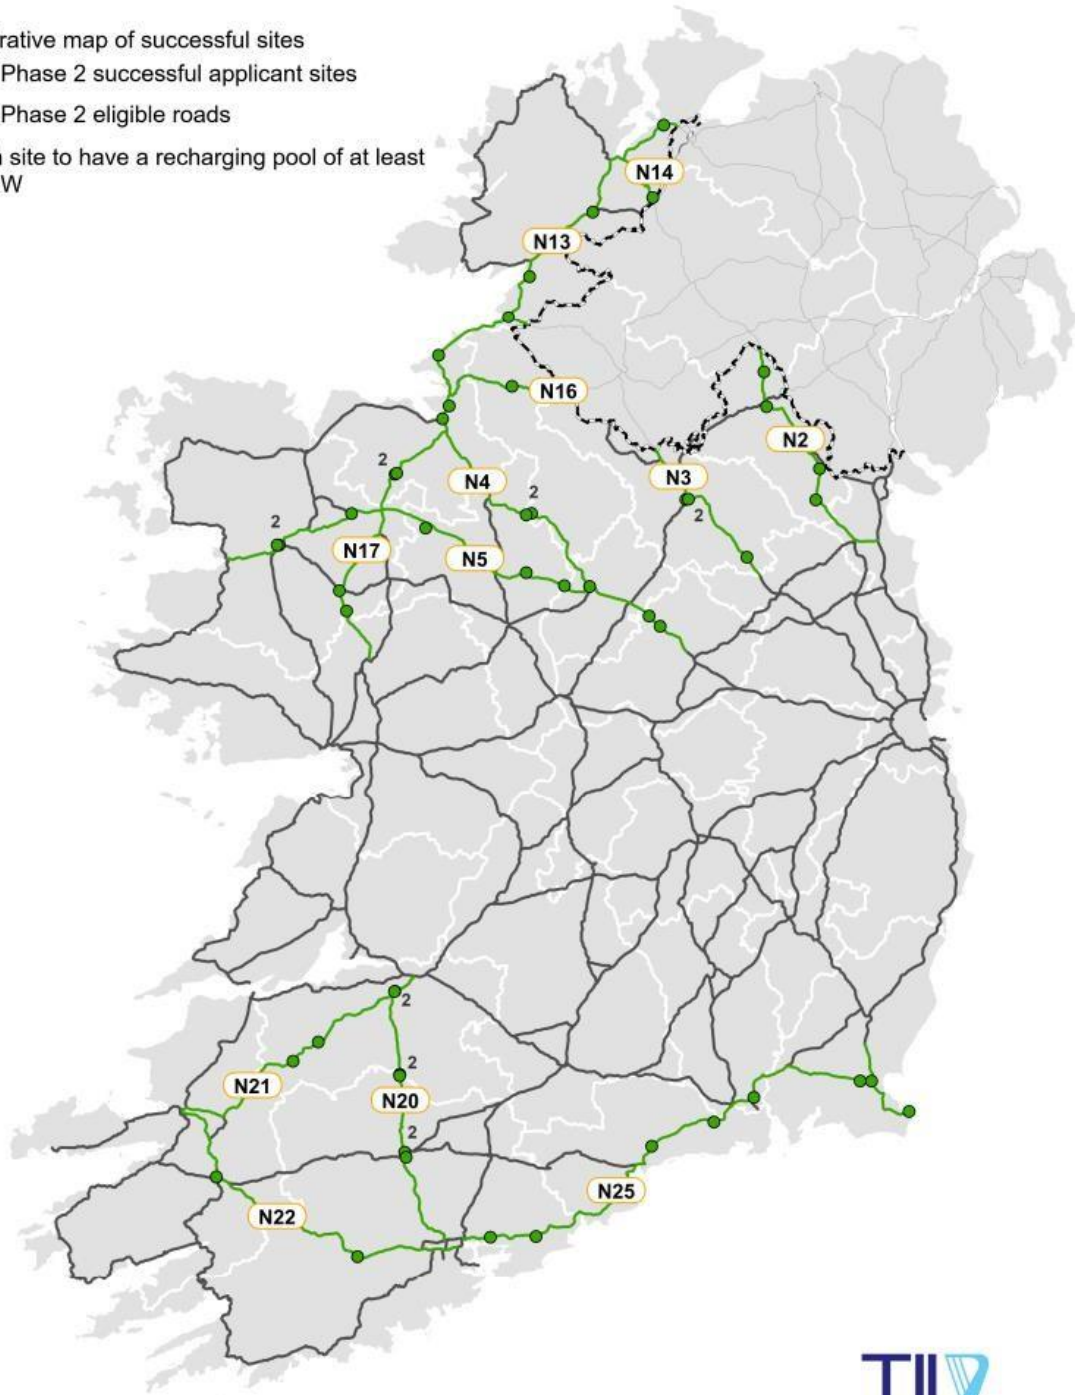 rative map of successful sites
Phase 2 successful applicant sites
Phase 2 eligible roads
site to have a recharging pool of at least
W
N14
N13
N16
N2
2
N4
N3
2
2
2
N17
N5
2
2
N21
N20
2
N25
N22
TII